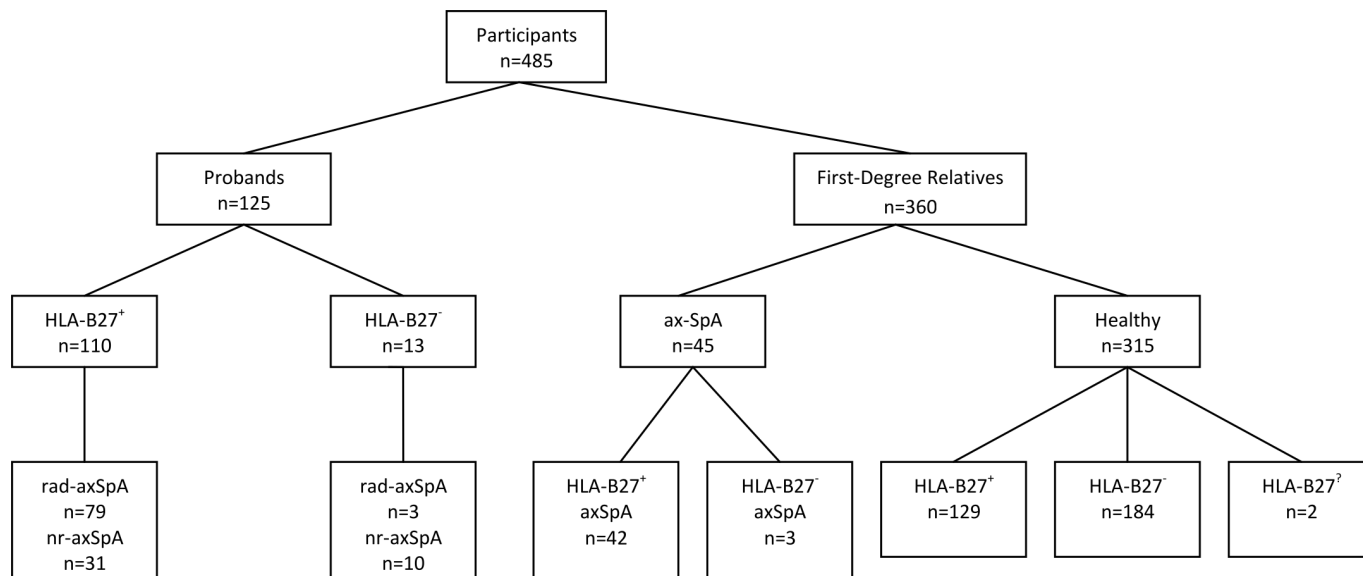 Participants
n=485
Probands
n=125
First-Degree Relatives
n=360
HLA-B27⁺
n=110
HLA-B27⁻
n=13
ax-SpA
n=45
Healthy
n=315
rad-axSpA
n=79
nr-axSpA
n=31
rad-axSpA
n=3
nr-axSpA
n=10
HLA-B27⁺
axSpA
n=42
HLA-B27⁻
axSpA
n=3
HLA-B27⁺
n=129
HLA-B27⁻
n=184
HLA-B27?
n=2